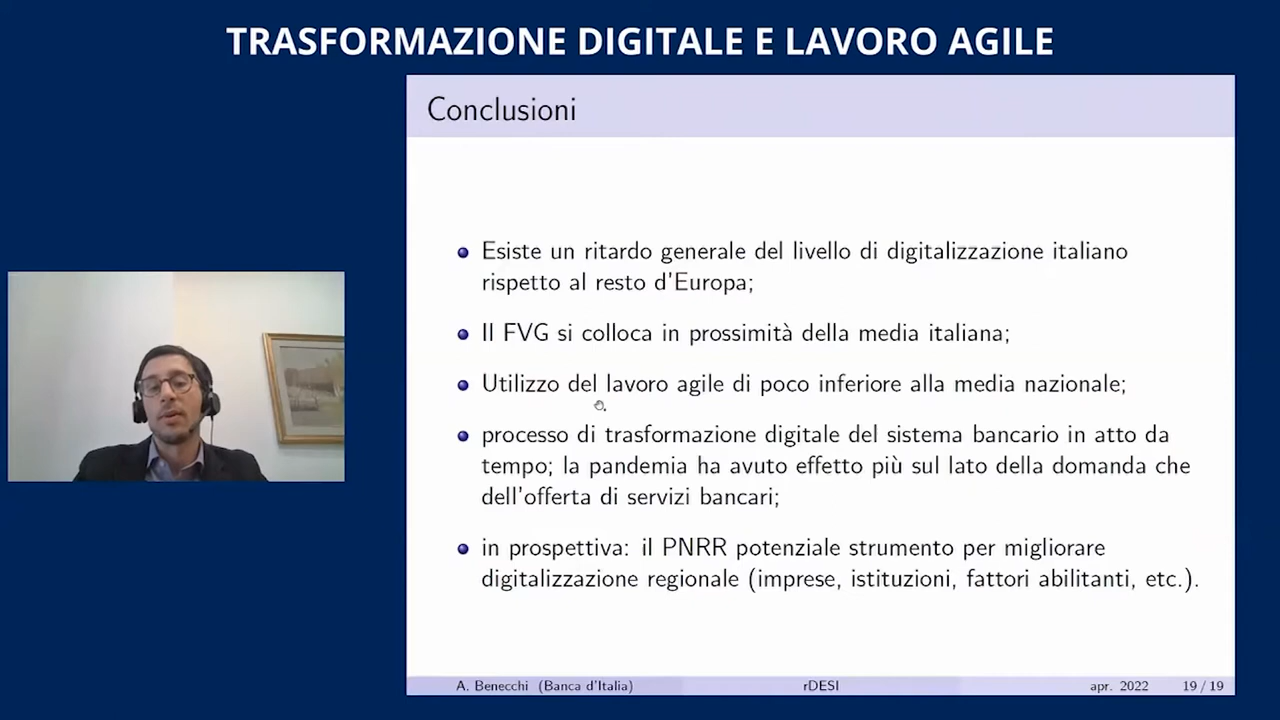 TRASFORMAZIONE DIGITALE E LAVORO AGILE
Conclusioni
Esiste un ritardo generale del livello di digitalizzazione italiano
rispetto al resto d'Europa;
Il FVG si colloca in prossimità della media italiana;
Utilizzo del lavoro agile di poco inferiore alla media nazionale;
processo di trasformazione digitale del sistema bancario in atto da
tempo; la pandemia ha avuto effetto più sul lato della domanda che
dell'offerta di servizi bancari;
in prospettiva: il PNRR potenziale strumento per migliorare
digitalizzazione regionale (imprese, istituzioni, fattori abilitanti, etc.).
A. Benecchi (Banca d'Italia) rDESI apr. 2022 19 / 19